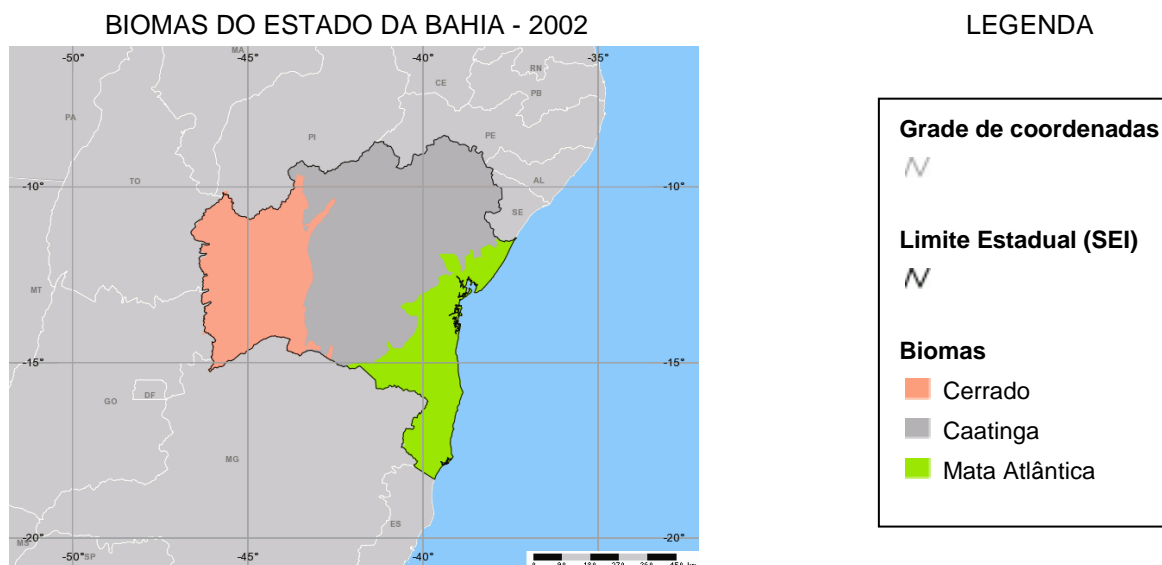 BIOMAS DO ESTADO DA BAHIA - 2002
-50°
-45°
-40°
-35°
MA
RN
CE
PB
PA
PI
PE
-10°
-10°
TO
AL
SE
MT
-15°
-15°
GO
DF
MG
ES
-20°
-20°
MS
-50°
SP
-45°
-40°
LEGENDA
Grade de coordenadas
Limite Estadual (SEI)
Biomas
Cerrado
Caatinga
Mata Atlântica